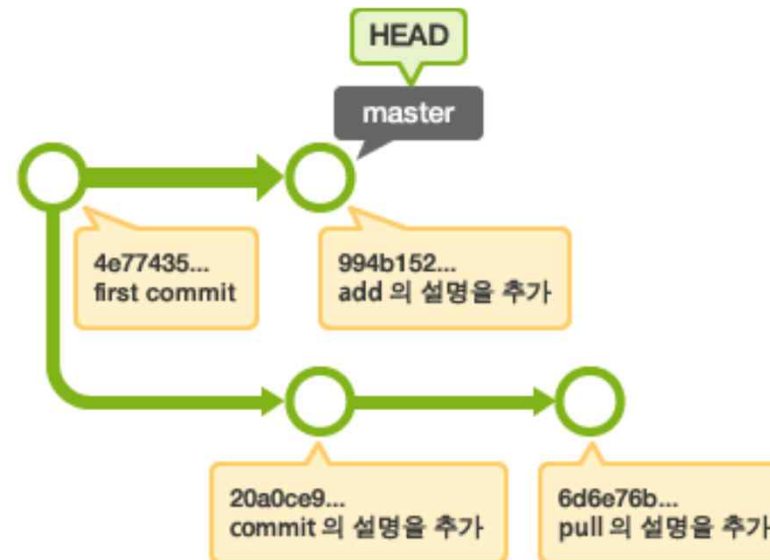 HEAD
master
4e77435...
first commit
994b152...
add 의 설명을 추가
20a0ce9...
commit 의 설명을 추가
6d6e76b...
pull 의 설명을 추가